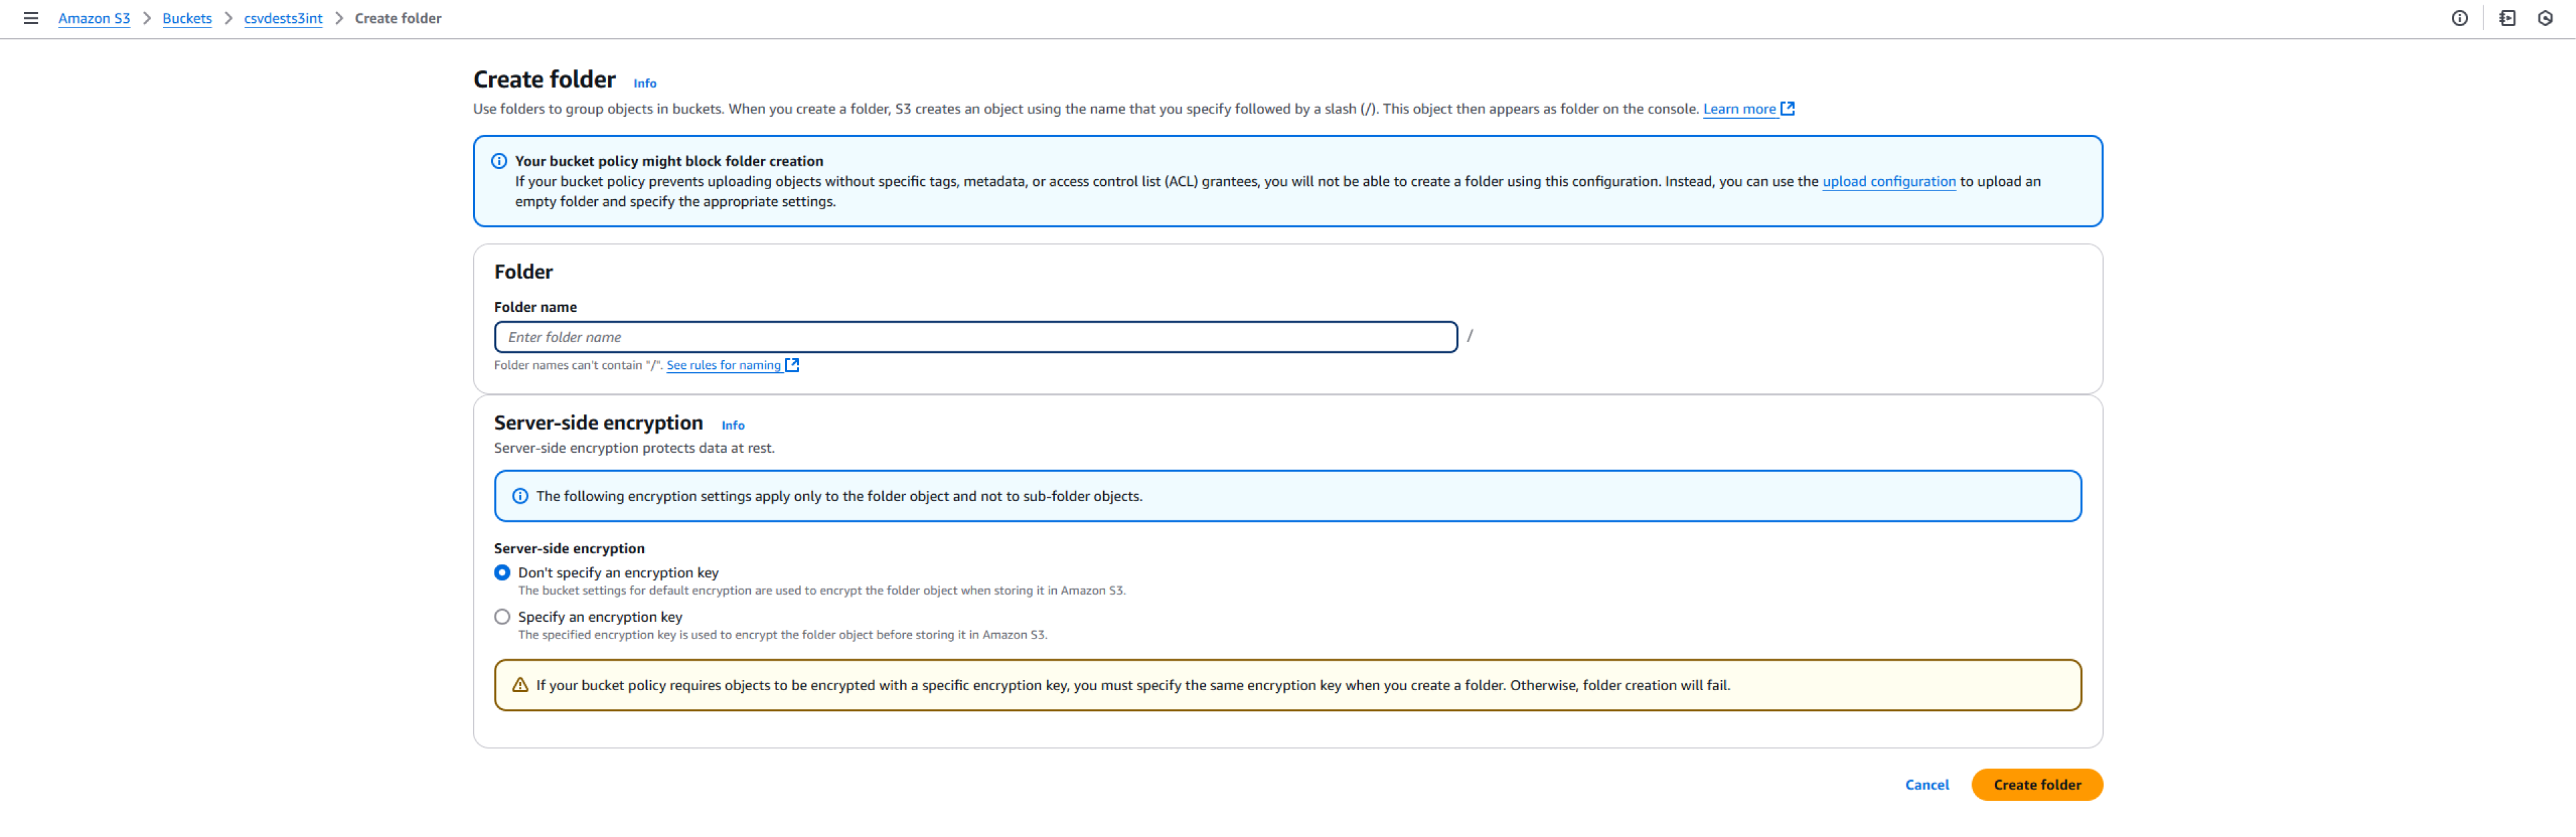 Amazon S3 > Buckets > csvdests3int > Create folder
Create folder Info
Use folders to group objects in buckets. When you create a folder, S3 creates an object using the name that you specify followed by a slash (/). This object then appears as folder on the console. Learn more
Your bucket policy might block folder creation
If your bucket policy prevents uploading objects without specific tags, metadata, or access control list (ACL) grantees, you will not be able to create a folder using this configuration. Instead, you can use the upload configuration to upload an
empty folder and specify the appropriate settings.
Folder
Folder name
Enter folder name /
Folder names can't contain "/". See rules for naming
Server-side encryption Info
Server-side encryption protects data at rest.
The following encryption settings apply only to the folder object and not to sub-folder objects.
Server-side encryption
Don't specify an encryption key
The bucket settings for default encryption are used to encrypt the folder object when storing it in Amazon S3.
Specify an encryption key
The specified encryption key is used to encrypt the folder object before storing it in Amazon S3.
If your bucket policy requires objects to be encrypted with a specific encryption key, you must specify the same encryption key when you create a folder. Otherwise, folder creation will fail.
Cancel Create folder